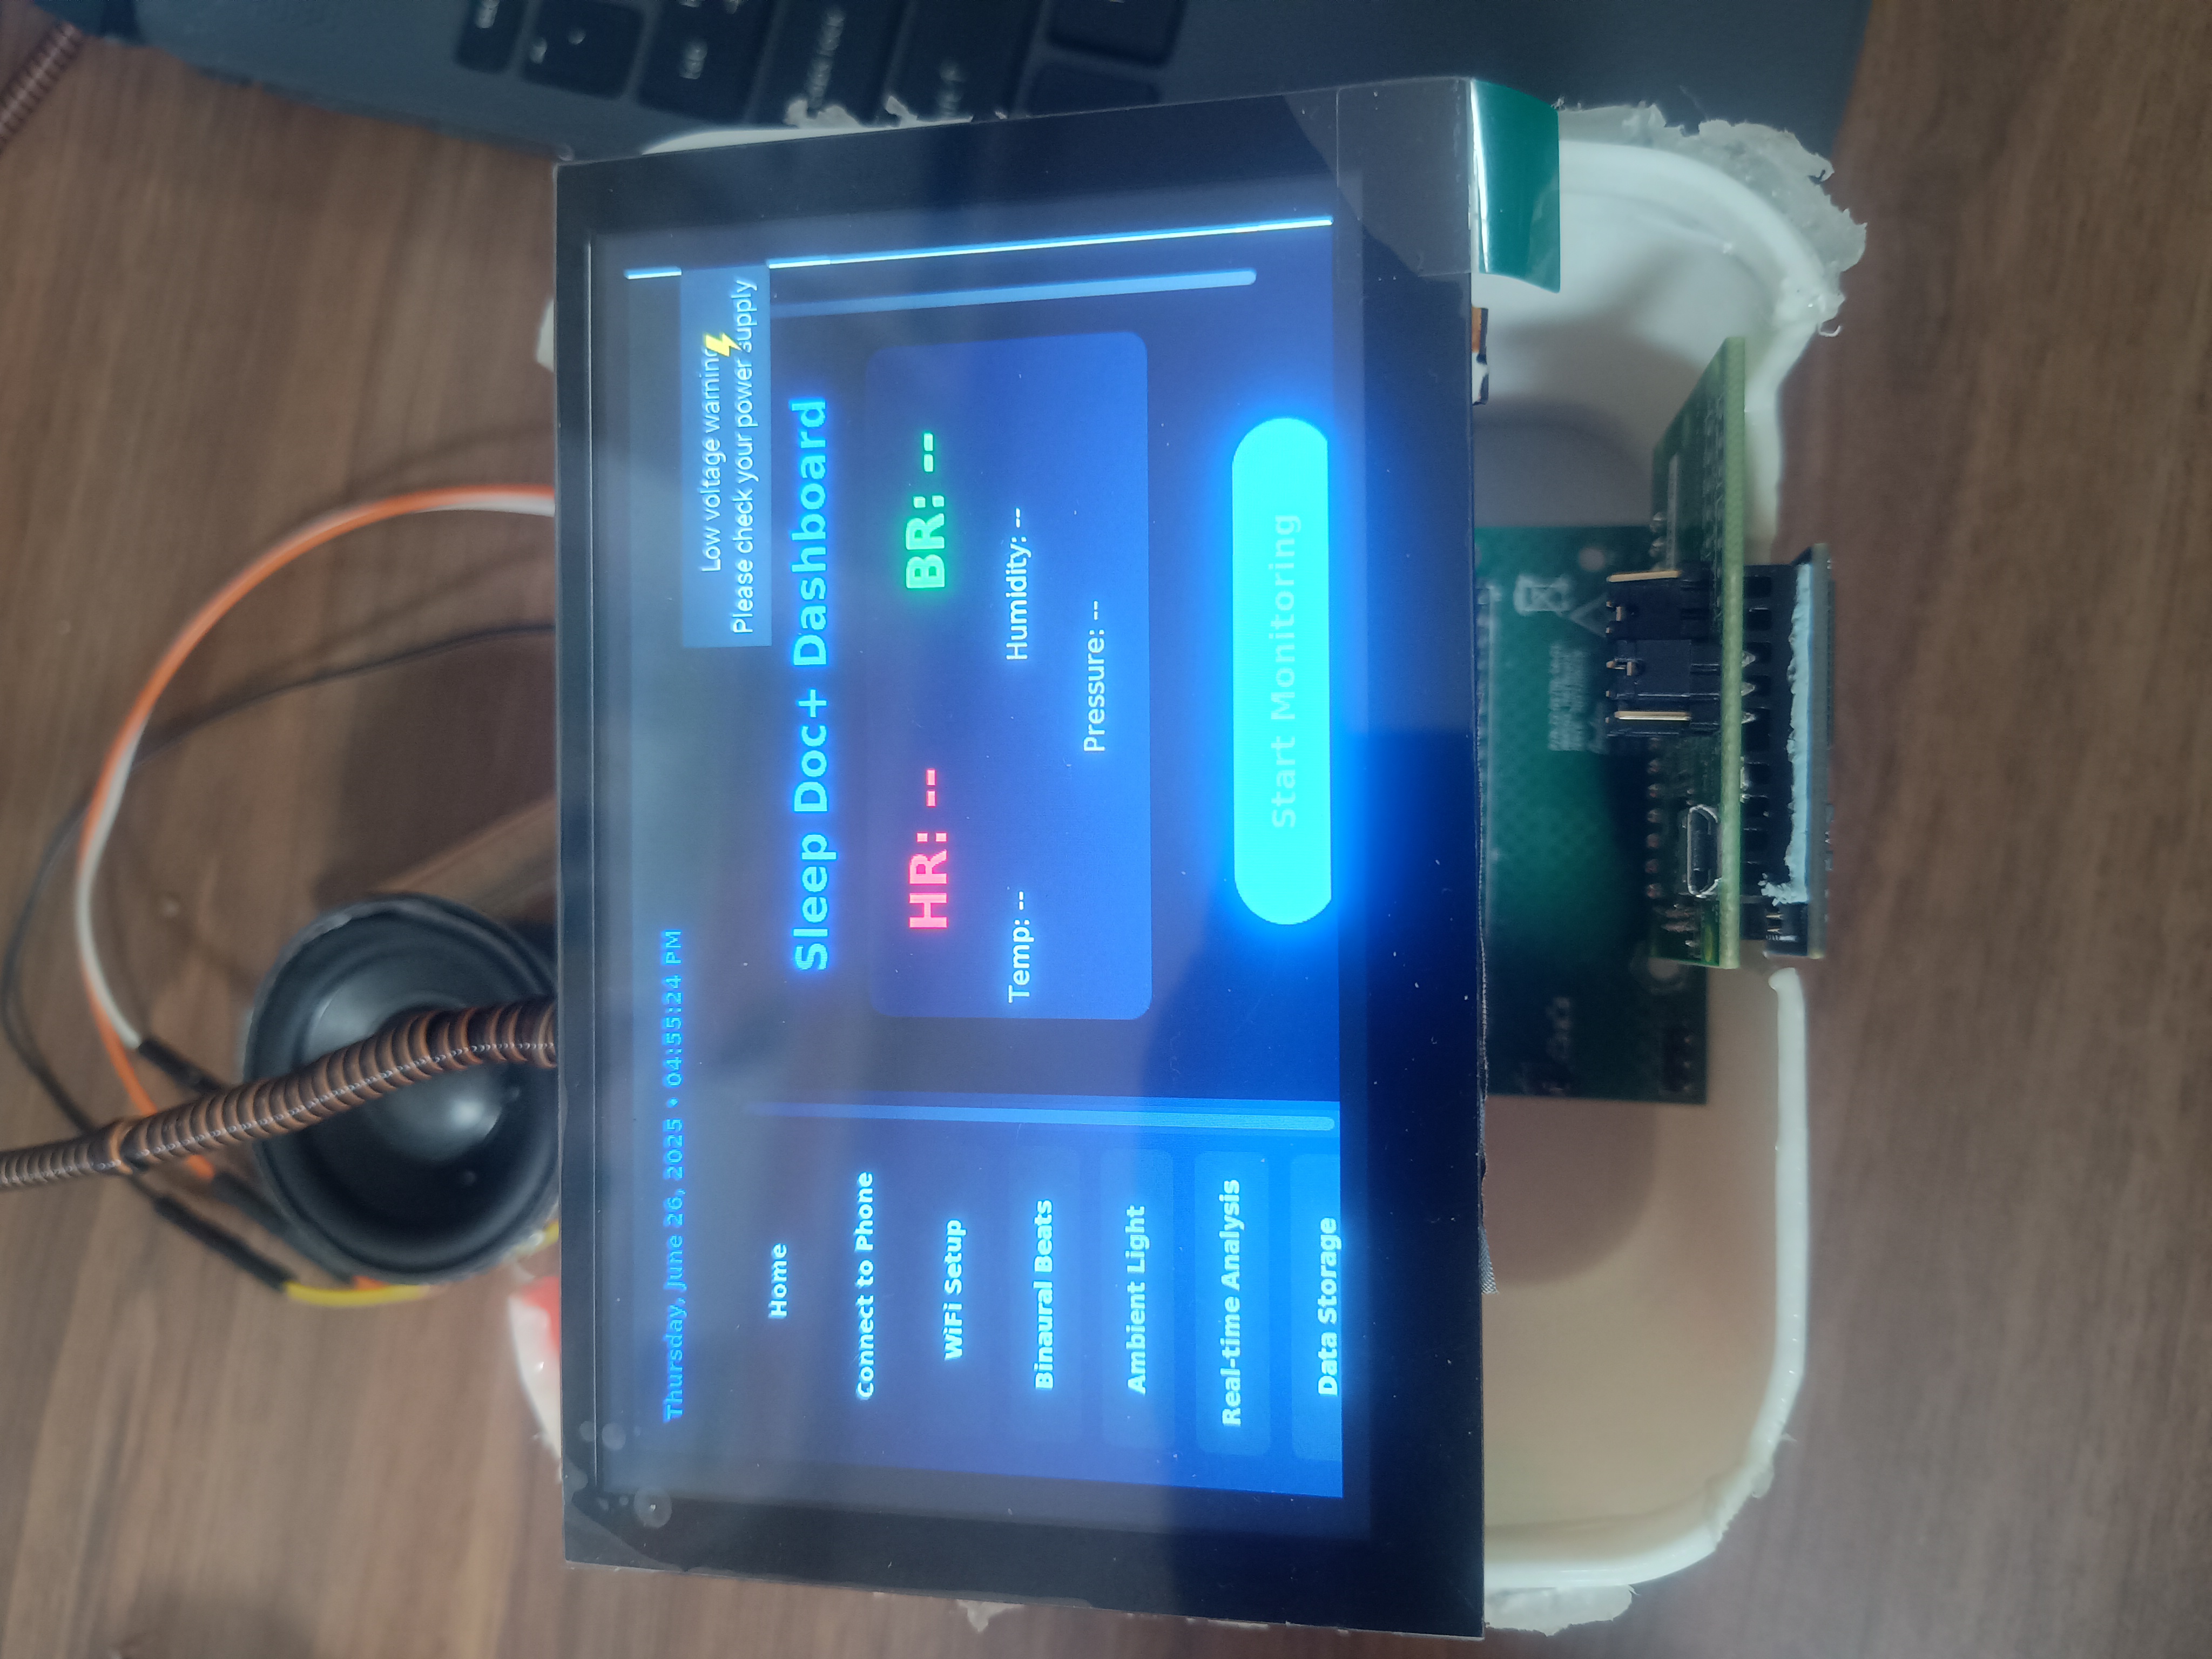 Thursday, June 26, 2025 • 04:55:24 PM
Low voltage warning
Please check your power supply
Home
Connect to Phone
WiFi Setup
Binaural Beats
Ambient Light
Real-time Analysis
Data Storage
Sleep Doc+ Dashboard
HR: --
BR: --
Temp: --
Humidity: --
Pressure: --
Start Monitoring